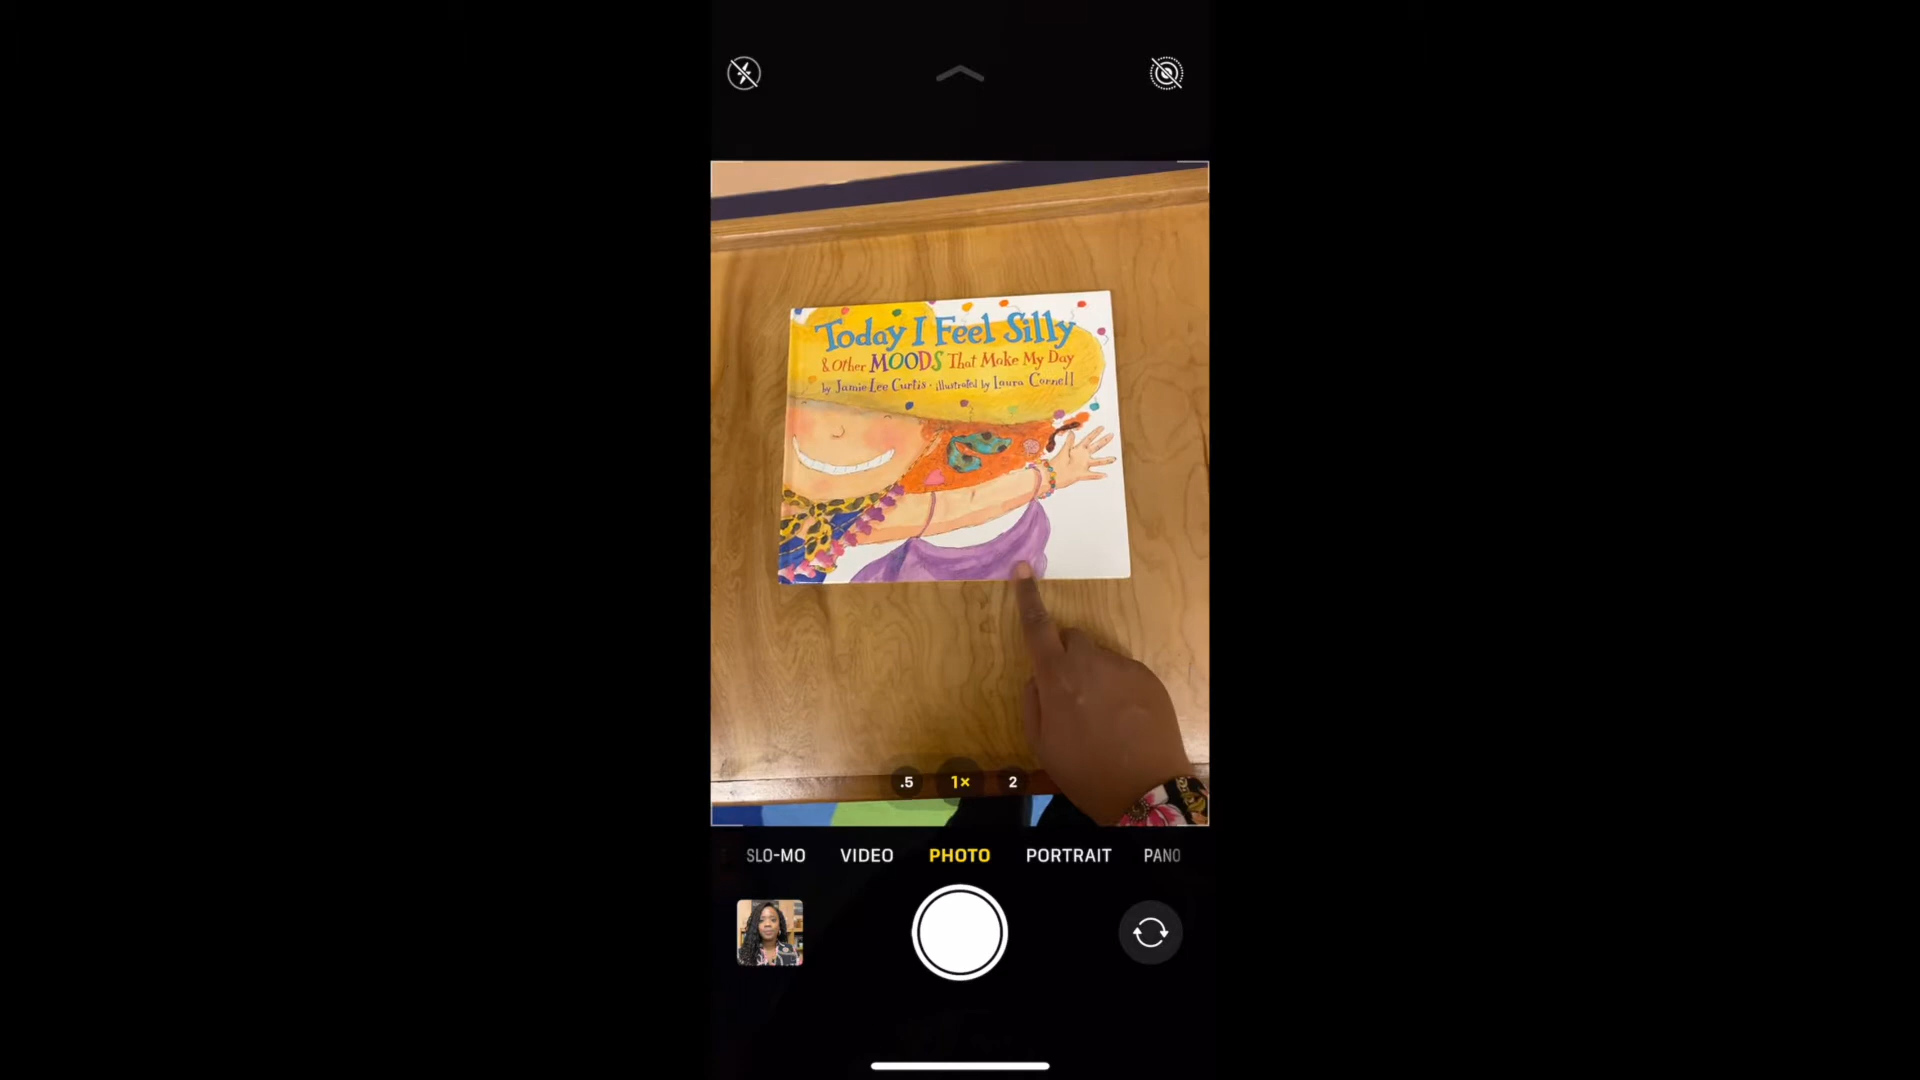 Today I Feel Silly
& Other MOODS That Make My Day
by Jamie Lee Curtis • illustrated by Laura Cornell
.5 1× 2
SLO-MO VIDEO PHOTO PORTRAIT PANO